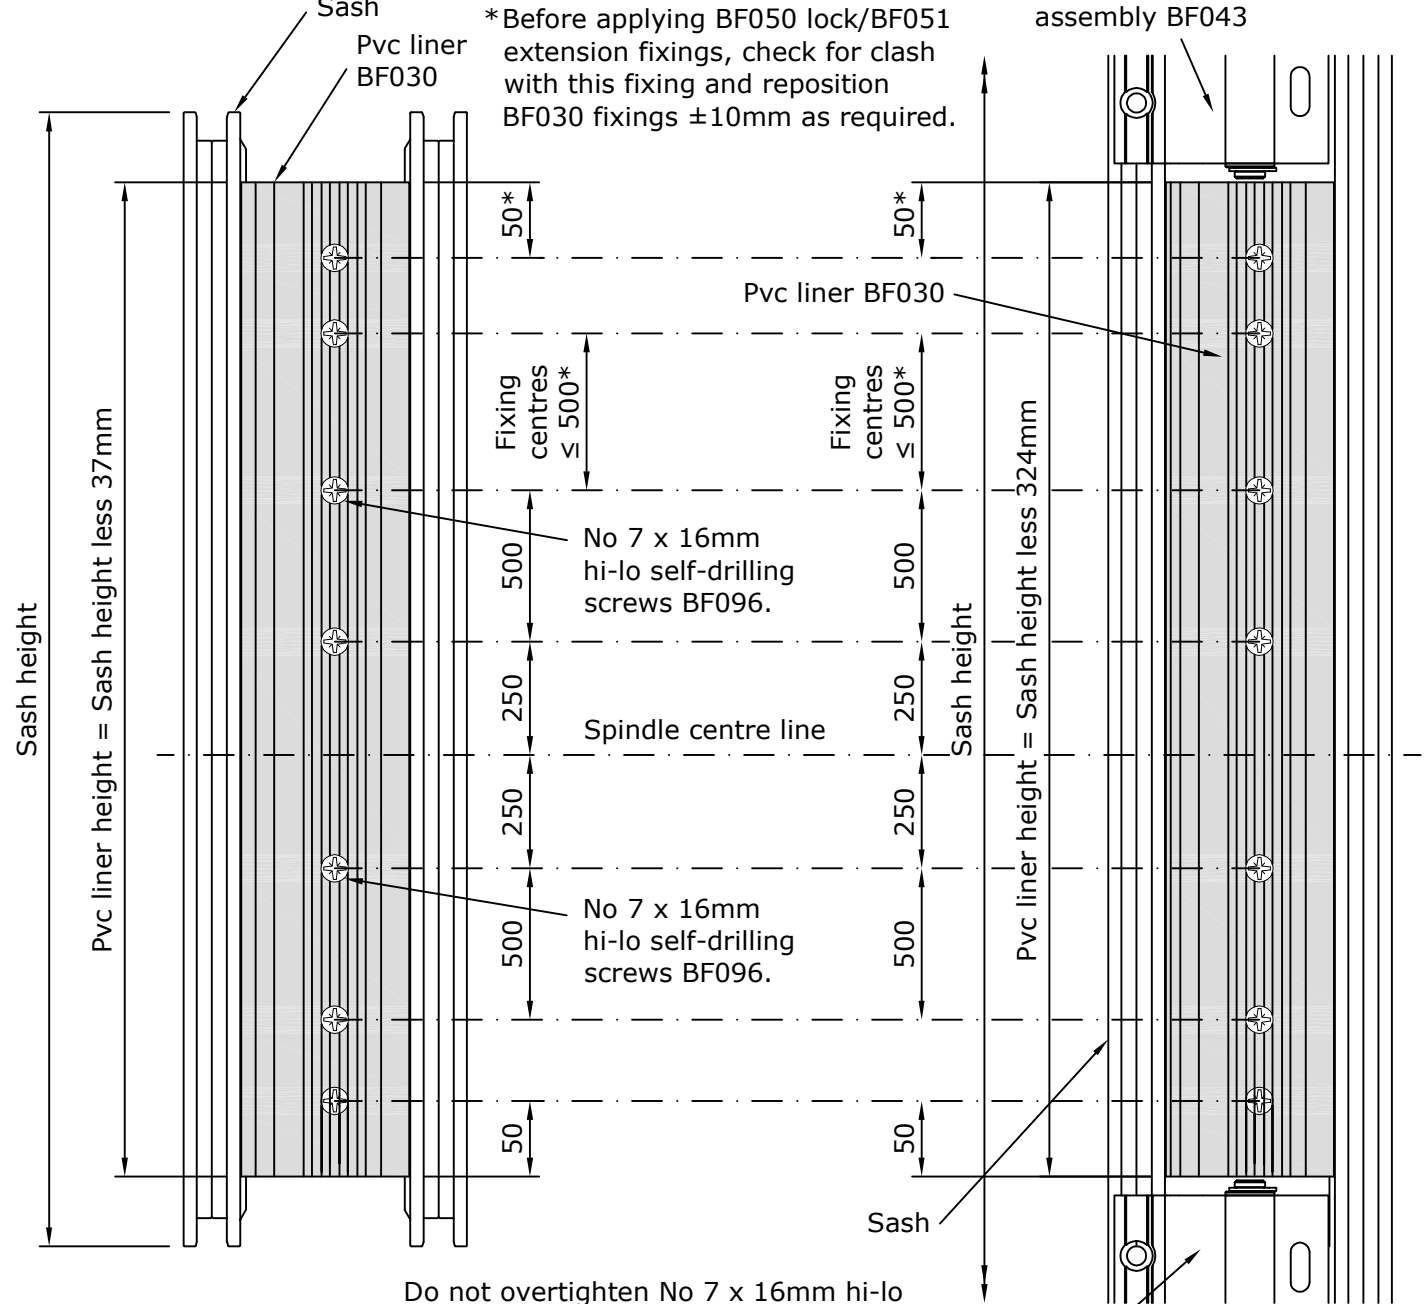 Sash
Pvc liner
BF030
*Before applying BF050 lock/BF051
extension fixings, check for clash
with this fixing and reposition
BF030 fixings ±10mm as required.
assembly BF043
50*
50*
Pvc liner BF030
Fixing
centres
≤ 500*
Fixing
centres
≤ 500*
Sash height
Pvc liner height = Sash height less 37mm
No 7 x 16mm
hi-lo self-drilling
screws BF096.
500
500
250
250
Spindle centre line
Sash height
Pvc liner height = Sash height less 324mm
250
250
No 7 x 16mm
hi-lo self-drilling
screws BF096.
500
500
50
50
Sash
Do not overtighten No 7 x 16mm hi-lo